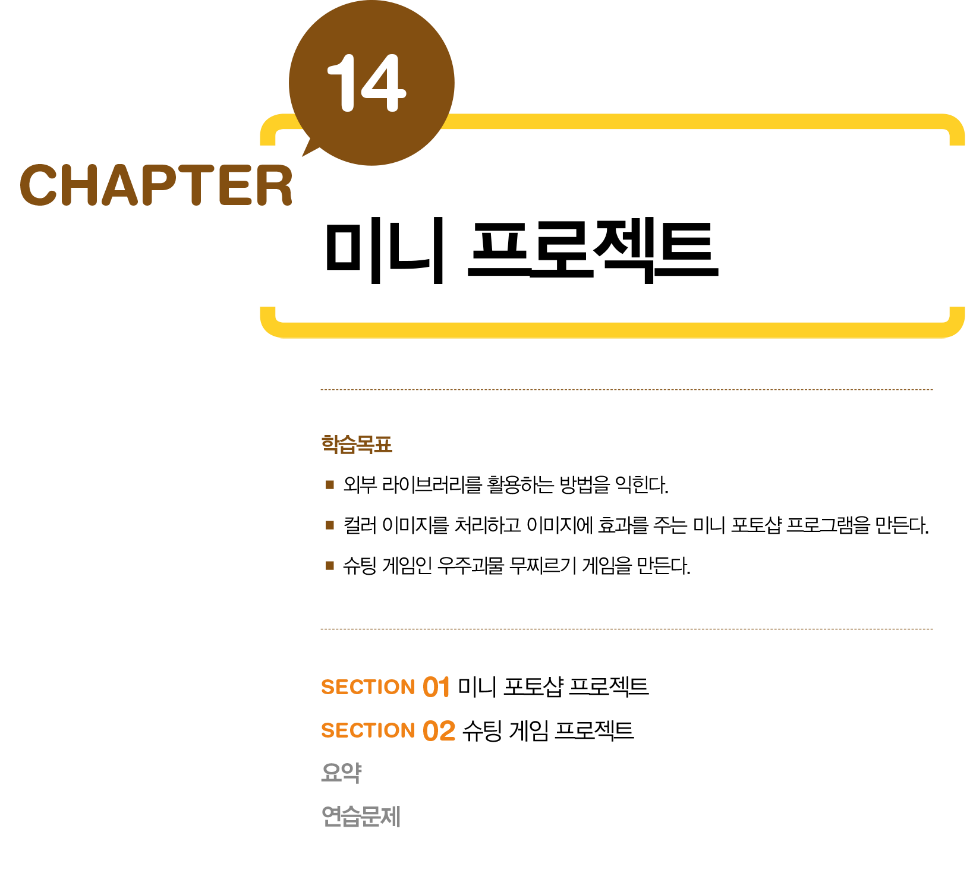 14
CHAPTER
미니 프로젝트
학습목표
■ 외부 라이브러리를 활용하는 방법을 익힌다.
■ 컬러 이미지를 처리하고 이미지에 효과를 주는 미니 포토샵 프로그램을 만든다.
■ 슈팅 게임인 우주괴물 무찌르기 게임을 만든다.
SECTION 01 미니 포토샵 프로젝트
SECTION 02 슈팅 게임 프로젝트
요약
연습문제